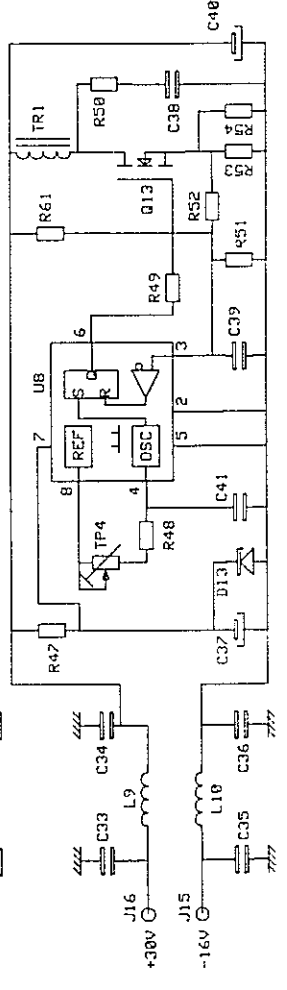 C40
TR1
R50
C38
R54
R53
Q13
R61
R52
R51
R49
6
U8
S
R
3
C39
7
REF
OSC
2
5
8
4
TP4
R48
C41
R47
D13
C37
C34
C36
L9
L10
C33
C35
J16
+30V
J15
-16V